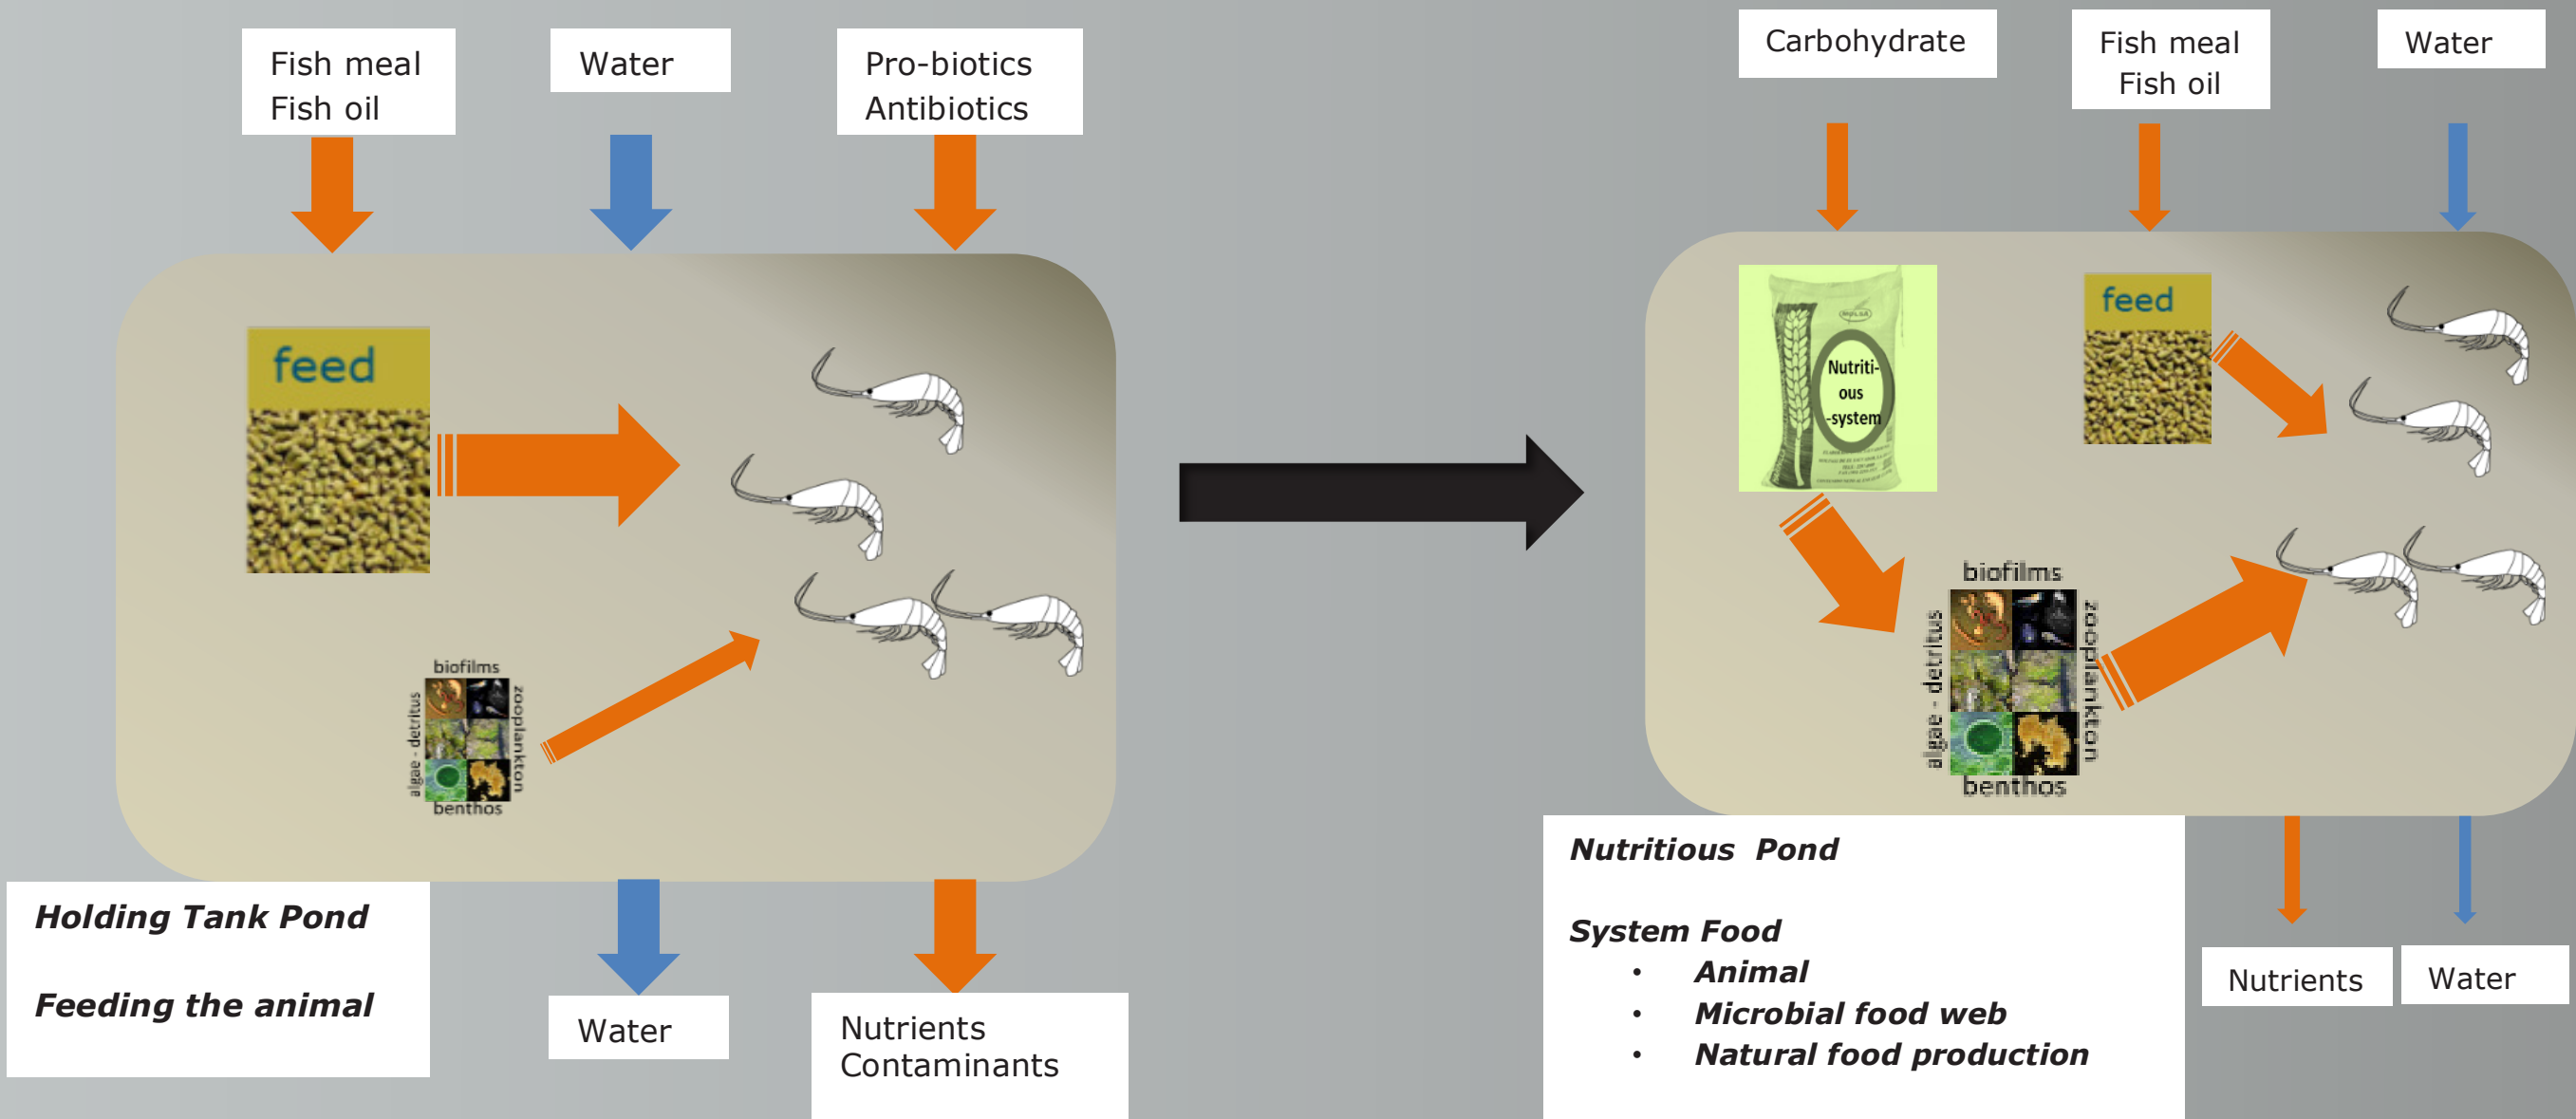 Fish meal
Fish oil
Water
Pro-biotics
Antibiotics
feed
biofilms
algae - detritus
zooplankton
benthos
Holding Tank Pond
Feeding the animal
Water
Nutrients
Contaminants
Carbohydrate
Fish meal
Fish oil
Water
Nutriti-
ous
-system
feed
biofilms
algae - detritus
zooplankton
benthos
Nutritious Pond
System Food
• Animal
• Microbial food web
• Natural food production
Nutrients
Water